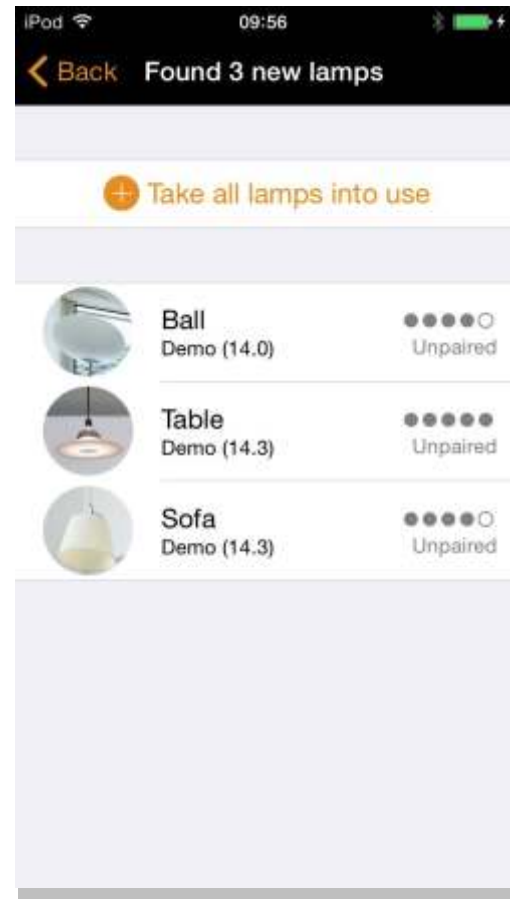 iPod 09:56
Back Found 3 new lamps
Take all lamps into use
Ball
Demo (14.0)
Unpaired
Table
Demo (14.3)
Unpaired
Sofa
Demo (14.3)
Unpaired